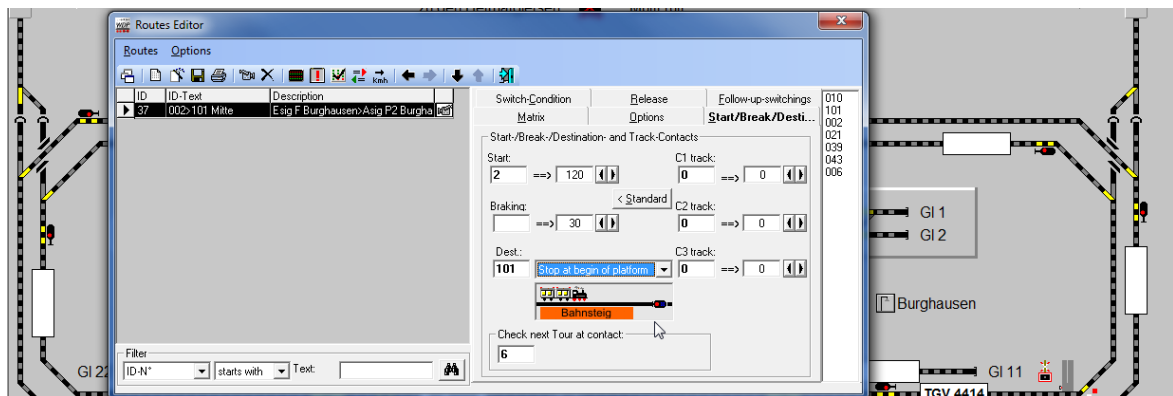 Routes Editor
Routes Options
Kmh
ID ID-Text Description
37 002>101 Mitte Esig F Burghausen>Asig P2 Burgha
Switch-Condition Release Follow-up-switchings
Matrix Options Start/Break/Desti...
Start-/Break-/Destination- and Track-Contacts
Start: C1 track:
2 ==> 120 0 ==> 0
< Standard
Braking: C2 track:
==> 30 0 ==> 0
Dest.: C3 track:
101 Stop at begin of platform 0 ==> 0
Bahnsteig
Check next Tour at contact:
6
010
101
002
021
039
043
006
Filter
ID-N° starts with Text:
Gl 1
Gl 2
Burghausen
Gl 22
Gl 11
TGV 4414